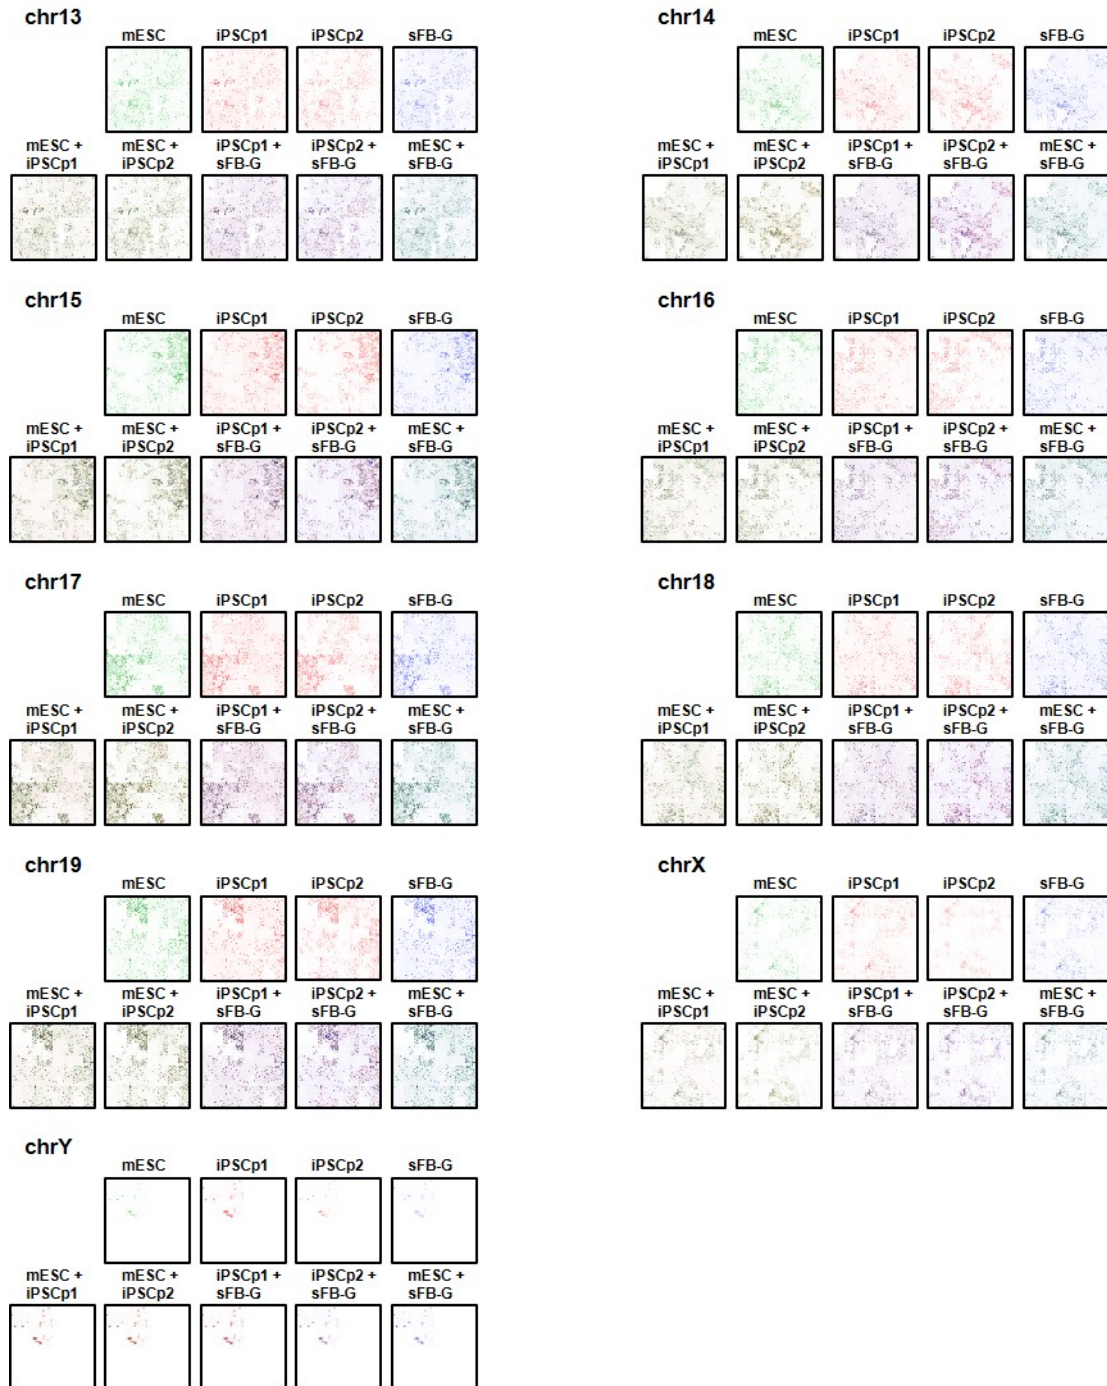 chr13
mESC iPSCp1 iPSCp2 sFB-G
mESC + mESC + iPSCp1 + iPSCp2 + mESC +
iPSCp1 iPSCp2 sFB-G sFB-G sFB-G
chr14
mESC iPSCp1 iPSCp2 sFB-G
mESC + mESC + iPSCp1 + iPSCp2 + mESC +
iPSCp1 iPSCp2 sFB-G sFB-G sFB-G
chr15
mESC iPSCp1 iPSCp2 sFB-G
mESC + mESC + iPSCp1 + iPSCp2 + mESC +
iPSCp1 iPSCp2 sFB-G sFB-G sFB-G
chr16
mESC iPSCp1 iPSCp2 sFB-G
mESC + mESC + iPSCp1 + iPSCp2 + mESC +
iPSCp1 iPSCp2 sFB-G sFB-G sFB-G
chr17
mESC iPSCp1 iPSCp2 sFB-G
mESC + mESC + iPSCp1 + iPSCp2 + mESC +
iPSCp1 iPSCp2 sFB-G sFB-G sFB-G
chr18
mESC iPSCp1 iPSCp2 sFB-G
mESC + mESC + iPSCp1 + iPSCp2 + mESC +
iPSCp1 iPSCp2 sFB-G sFB-G sFB-G
chr19
mESC iPSCp1 iPSCp2 sFB-G
mESC + mESC + iPSCp1 + iPSCp2 + mESC +
iPSCp1 iPSCp2 sFB-G sFB-G sFB-G
chrX
mESC iPSCp1 iPSCp2 sFB-G
mESC + mESC + iPSCp1 + iPSCp2 + mESC +
iPSCp1 iPSCp2 sFB-G sFB-G sFB-G
chrY
mESC iPSCp1 iPSCp2 sFB-G
mESC + mESC + iPSCp1 + iPSCp2 + mESC +
iPSCp1 iPSCp2 sFB-G sFB-G sFB-G